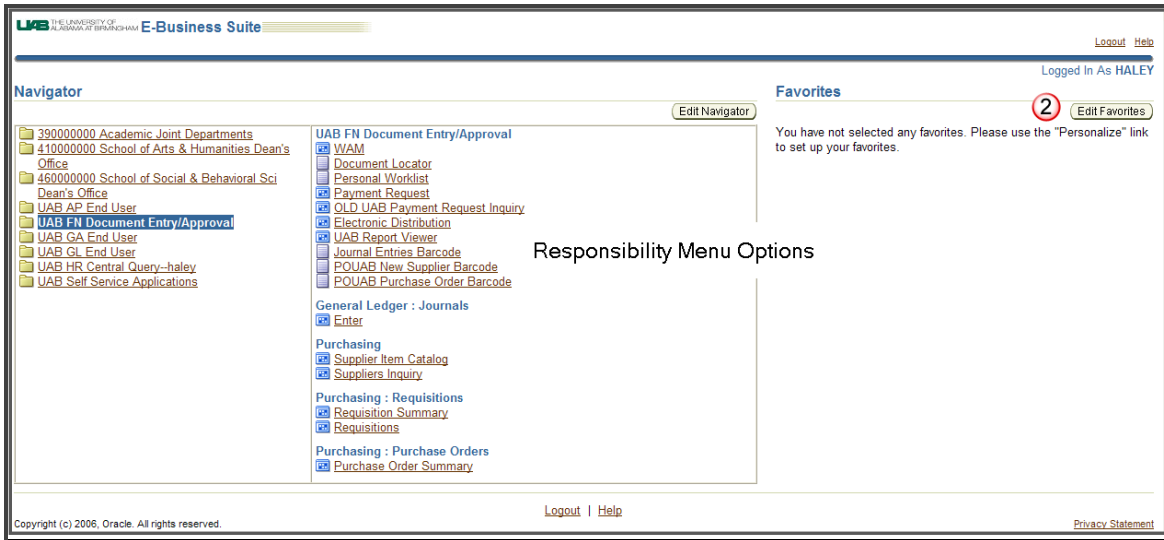 UAB THE UNIVERSITY OF
ALABAMA AT BIRMINGHAM E-Business Suite
Logout Help
Logged In As HALEY
Navigator
Edit Navigator
390000000 Academic Joint Departments
410000000 School of Arts & Humanities Dean's
Office
460000000 School of Social & Behavioral Sci
Dean's Office
UAB AP End User
UAB FN Document Entry/Approval
UAB GA End User
UAB GL End User
UAB HR Central Query--haley
UAB Self Service Applications
UAB FN Document Entry/Approval
WAM
Document Locator
Personal Worklist
Payment Request
OLD UAB Payment Request Inquiry
Electronic Distribution
UAB Report Viewer
Journal Entries Barcode
POUAB New Supplier Barcode
POUAB Purchase Order Barcode
General Ledger : Journals
Enter
Purchasing
Supplier Item Catalog
Suppliers Inquiry
Purchasing : Requisitions
Requisition Summary
Requisitions
Purchasing : Purchase Orders
Purchase Order Summary
Responsibility Menu Options
Favorites
2
Edit Favorites
You have not selected any favorites. Please use the "Personalize" link
to set up your favorites.
Logout | Help
Copyright (c) 2006, Oracle. All rights reserved.
Privacy Statement